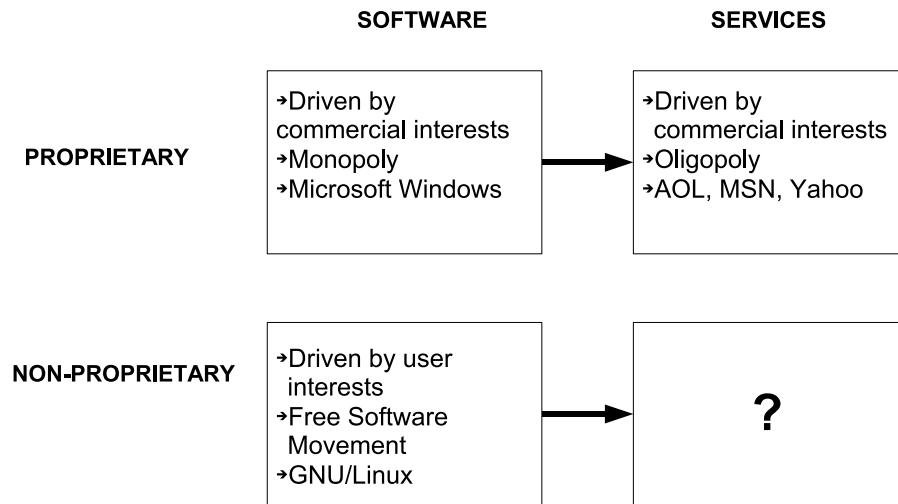 SOFTWARE
SERVICES
PROPRIETARY
➔Driven by
commercial interests
➔Monopoly
➔Microsoft Windows
➔Driven by
commercial interests
➔Oligopoly
➔AOL, MSN, Yahoo
NON-PROPRIETARY
➔Driven by user
interests
➔Free Software
Movement
➔GNU/Linux
?